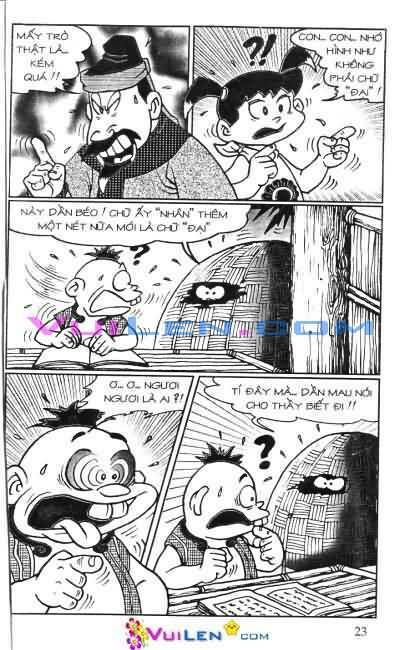 MẤY TRÒ
THẬT LÀ..
KÉM
QUÁ !!
?!
CON... CON... NHỚ
HÌNH NHƯ
KHÔNG
PHẢI CHỮ
"ĐẠI" !
NÀY DẦN BÉO ! CHỮ ẤY "NHÂN" THÊM
MỘT NÉT NỮA MỚI LÀ CHỮ "ĐẠI"
?
VUILEN.COM
Ơ... Ơ... NGƯƠI
NGƯƠI LÀ AI ?!
TÍ ĐÂY MÀ... DẦN MAU NÓI
CHO THẦY BIẾT ĐI !!
?
23
VUILEN.COM